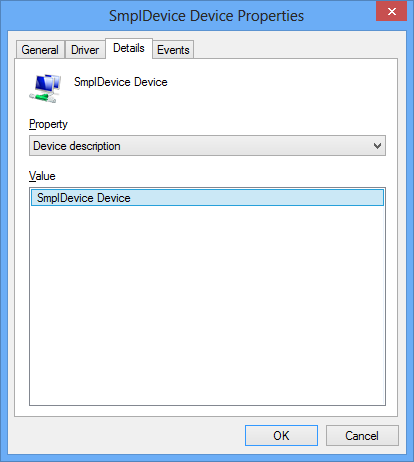 SmplDevice Device Properties
General Driver Details Events
SmplDevice Device
Property
Device description
Value
SmplDevice Device
OK Cancel